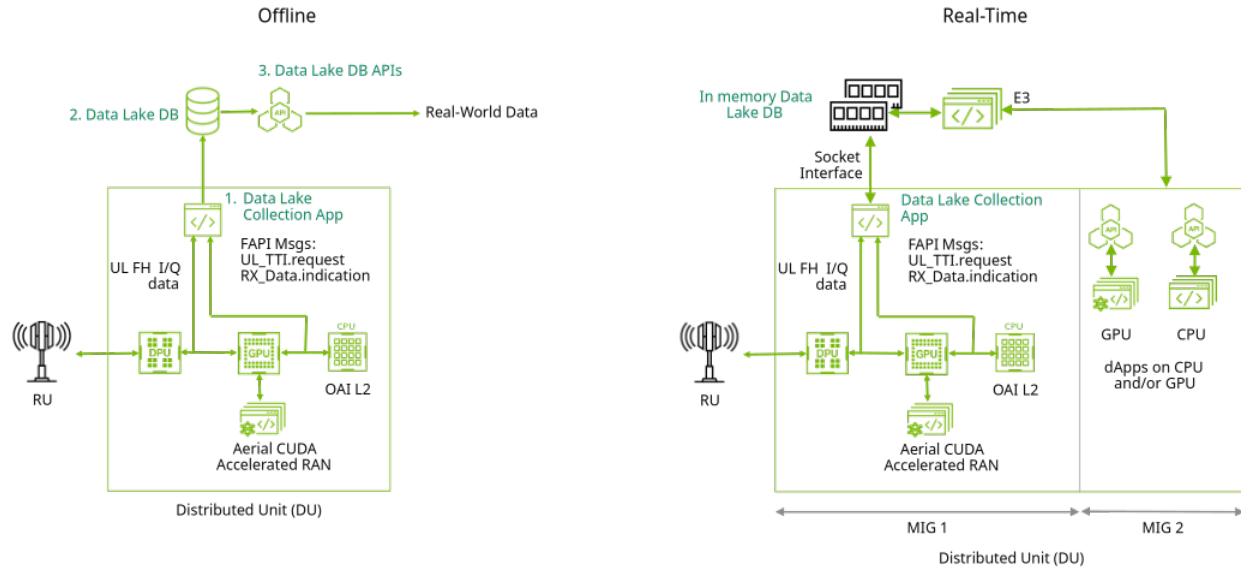 Offline
3. Data Lake DB APIs
2. Data Lake DB
API
Real-World Data
1. Data Lake
Collection App
FAPI Msgs:
UL_TTI.request
RX_Data.indication
UL FH I/Q
data
CPU
DPU
GPU
RU
OAI L2
Aerial CUDA
Accelerated RAN
Distributed Unit (DU)
Real-Time
In memory Data
Lake DB
E3
Socket
Interface
Data Lake Collection
App
FAPI Msgs:
UL_TTI.request
RX_Data.indication
UL FH I/Q
data
API
API
GPU
CPU
dApps on CPU
and/or GPU
CPU
DPU
GPU
RU
OAI L2
Aerial CUDA
Accelerated RAN
MIG 1
MIG 2
Distributed Unit (DU)